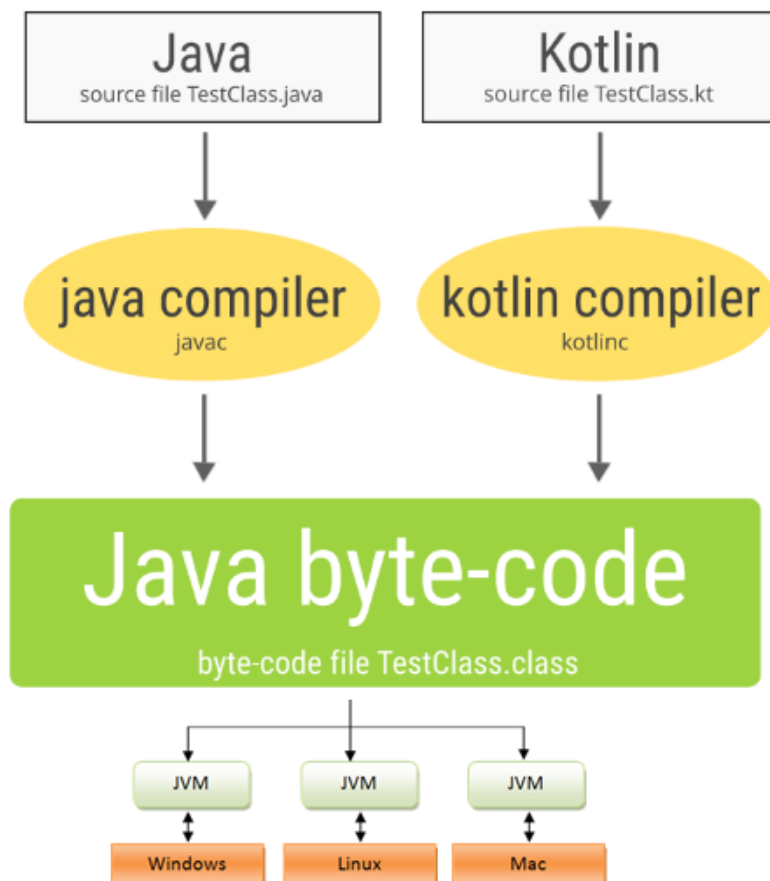 Java
source file TestClass.java
Kotlin
source file TestClass.kt
java compiler
javac
kotlin compiler
kotlinc
Java byte-code
byte-code file TestClass.class
JVM
JVM
JVM
Windows
Linux
Mac